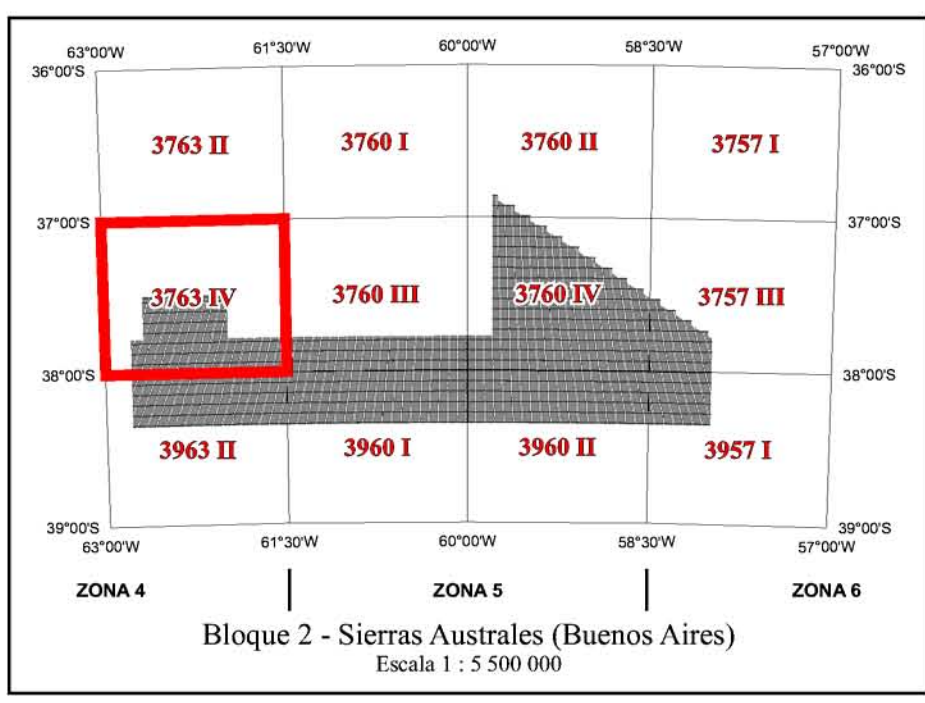 63°00'W 61°30'W 60°00'W 58°30'W 57°00'W
36°00'S 36°00'S
3763 II 3760 I 3760 II 3757 I
37°00'S 37°00'S
3763 IV 3760 III 3760 IV 3757 III
38°00'S 38°00'S
3963 II 3960 I 3960 II 3957 I
39°00'S 39°00'S
63°00'W 61°30'W 60°00'W 58°30'W 57°00'W
ZONA 4 ZONA 5 ZONA 6
Bloque 2 - Sierras Australes (Buenos Aires)
Escala 1 : 5 500 000